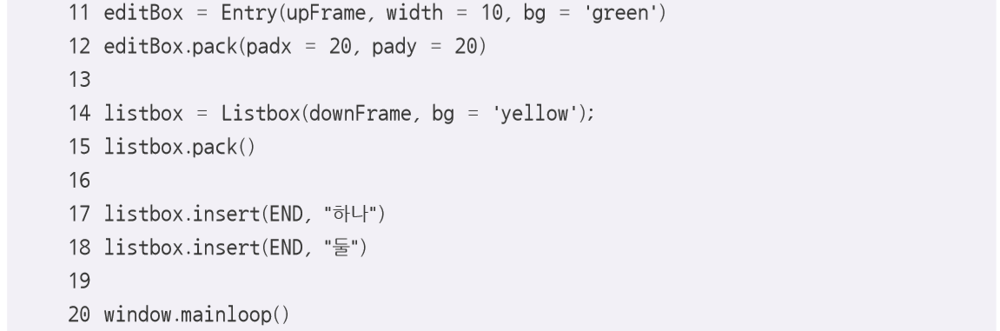 11 editBox = Entry(upFrame, width = 10, bg = 'green')
12 editBox.pack(padx = 20, pady = 20)
13
14 listbox = Listbox(downFrame, bg = 'yellow');
15 listbox.pack()
16
17 listbox.insert(END, "하나")
18 listbox.insert(END, "둘")
19
20 window.mainloop()